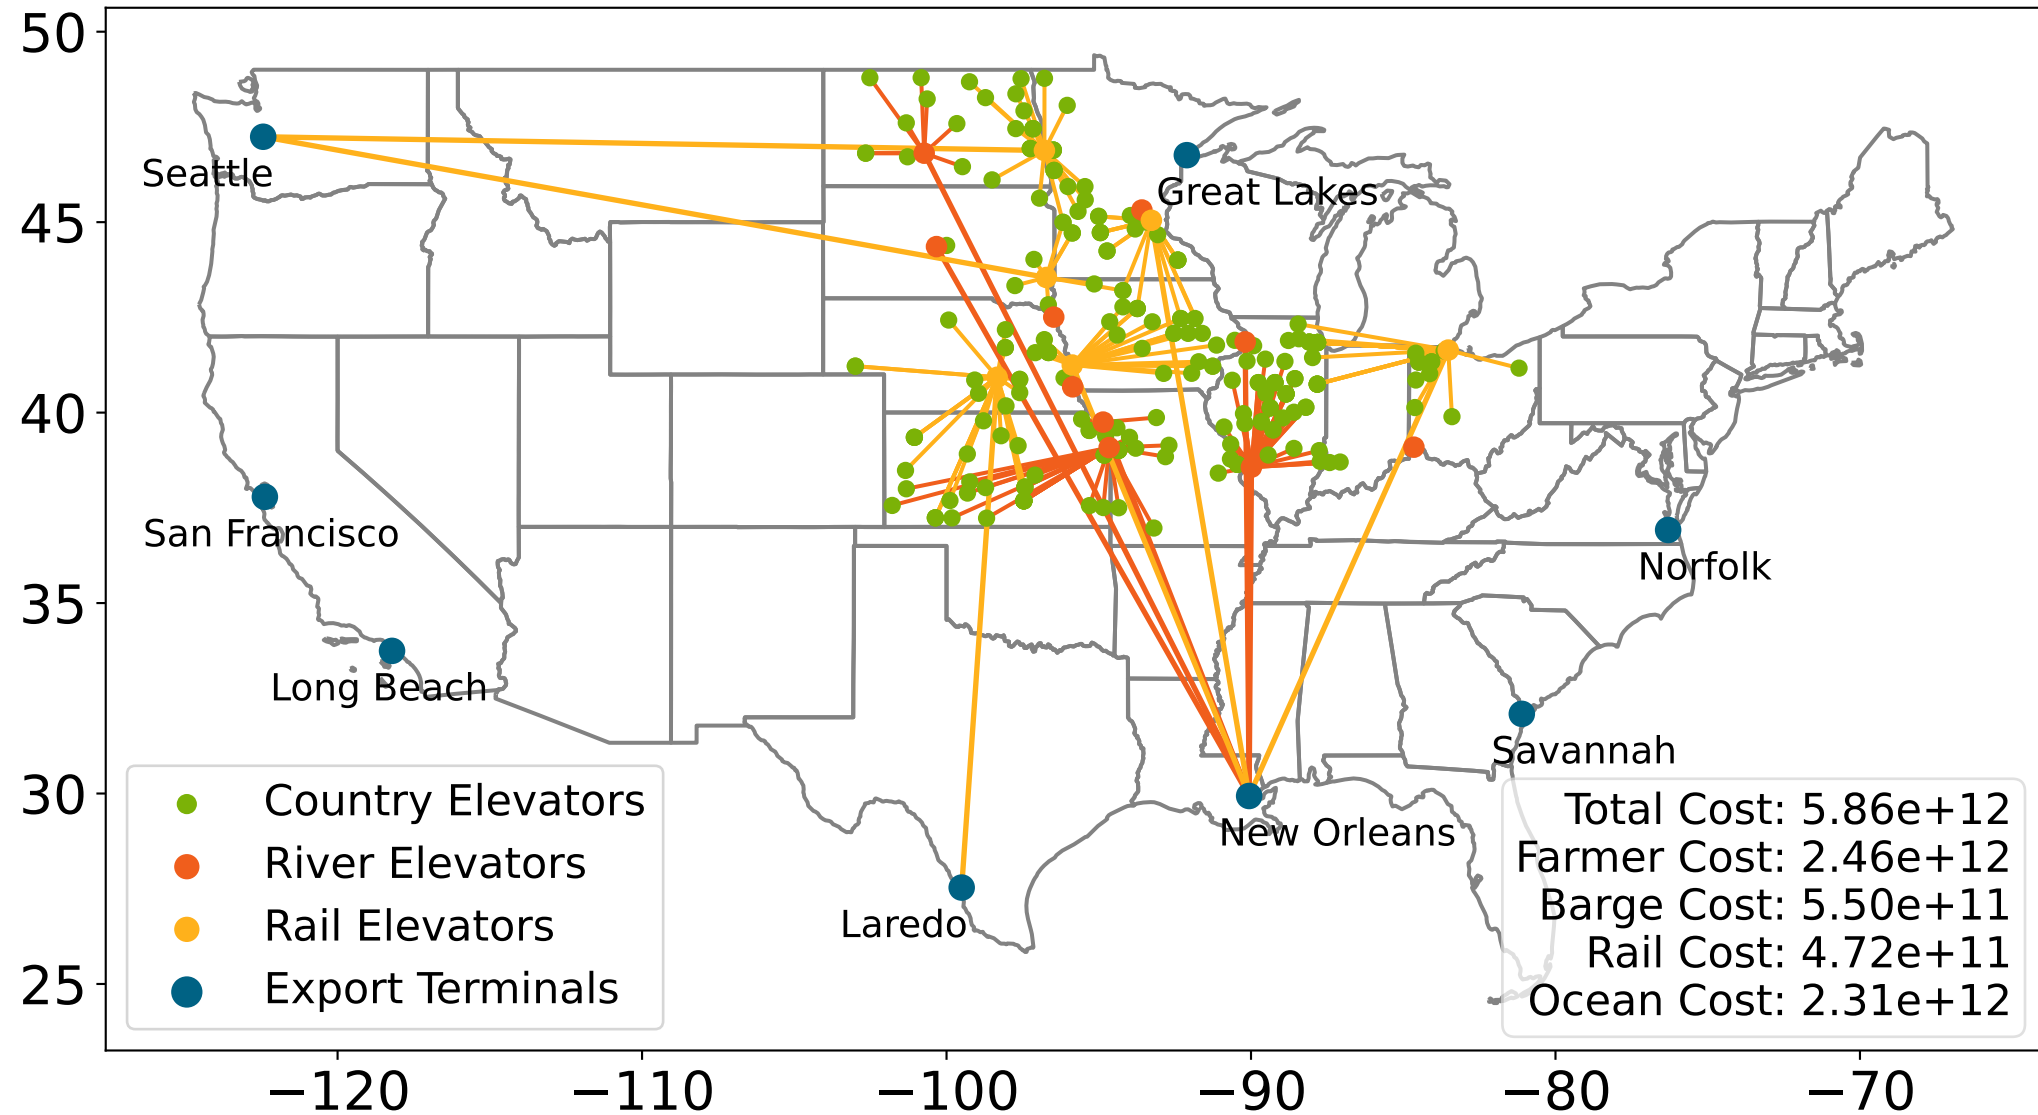 50
45
40
35
30
25
Seattle
Great Lakes
San Francisco
Norfolk
Long Beach
Savannah
New Orleans
Laredo
Country Elevators
River Elevators
Rail Elevators
Export Terminals
Total Cost: 5.86e+12
Farmer Cost: 2.46e+12
Barge Cost: 5.50e+11
Rail Cost: 4.72e+11
Ocean Cost: 2.31e+12
−120 −110 −100 −90 −80 −70